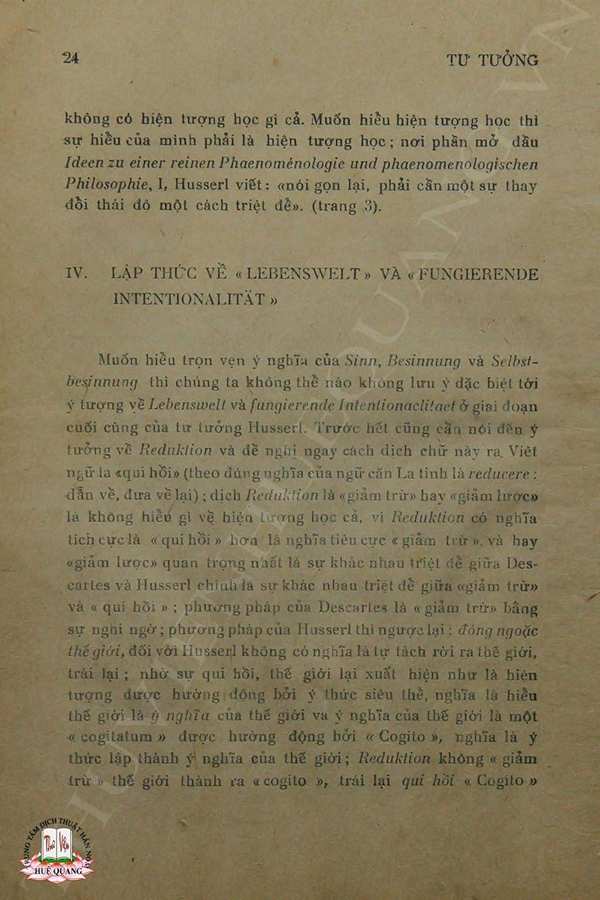 24
TƯ TƯỞNG
không có hiện tượng học gì cả. Muốn hiểu hiện tượng học thì
sự hiểu của mình phải là hiện tượng học ; nơi phần mở đầu
Ideen zu einer reinen Phaenoménologie und phaenomenologischen
Philosophie, I, Husserl viết : «nói gọn lại, phải cần một sự thay
đổi thái độ một cách triệt để». (trang 3).
IV. LẬP THỨC VỀ « LEBENSWELT » VÀ « FUNGIERENDE
INTENTIONALITÄT »
Muốn hiểu trọn vẹn ý nghĩa của Sinn, Besinnung và Selbst-
besinnung thì chúng ta không thể nào không lưu ý đặc biệt tới
ý tượng về Lebenswelt và fungierende Intentionaclitaet ở giai đoạn
cuối cùng của tư tưởng Husserl. Trước hết cũng cần nói đến ý
tưởng về Reduktion và đề nghị ngay cách dịch chữ này ra Việt
ngữ là «qui hồi» (theo đúng nghĩa của ngữ căn La tinh là reducere :
dẫn về, đưa về lại) ; dịch Reduktion là «giảm trừ» hay «giảm lược»
là không hiểu gì về hiện tượng học cả, vì Reduktion có nghĩa
tích cực là « qui hồi » hơn là nghĩa tiêu cực « giảm trừ ». và hay
«giảm lược» quan trọng nhất là sự khác nhau triệt để giữa Des-
cartes và Husserl chính là sự khác nhau triệt để giữa «giảm trừ»
và « qui hồi » ; phương pháp của Descartes là « giảm trừ » bằng
sự nghi ngờ ; phương pháp của Husserl thì ngược lại : đóng ngoặc
thế giới, đối với Husserl không có nghĩa là tự tách rời ra thế giới,
trái lại ; nhờ sự qui hồi, thế giới lại xuất hiện như là hiện
tượng được hướng động bởi ý thức siêu thể, nghĩa là hiểu
thế giới là ý nghĩa của thế giới và ý nghĩa của thế giới là một
« cogitatum » được hướng động bởi « Cogito », nghĩa là ý
thức lập thành ý nghĩa của thế giới ; Reduktion không « giảm
trừ » thế giới thành ra « cogito », trái lại qui hồi « Cogito »
TRUNG TÂM DỊCH THUẬT HÁN NÔM
Thư Viện
HUỆ QUANG